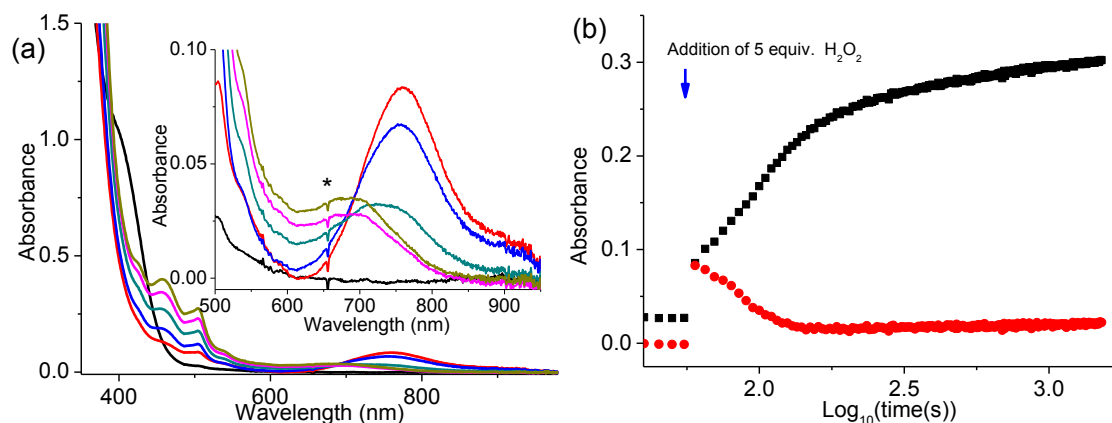 (a)
Absorbance
1.5
1.0
0.5
0.0
400
600
800
Wavelength (nm)
Absorbance
0.10
0.05
0.00
*
500
600
700
800
900
Wavelength (nm)
(b)
Addition of 5 equiv. H₂O₂
Absorbance
0.3
0.2
0.1
0.0
2.0
2.5
3.0
Log₁₀(time(s))